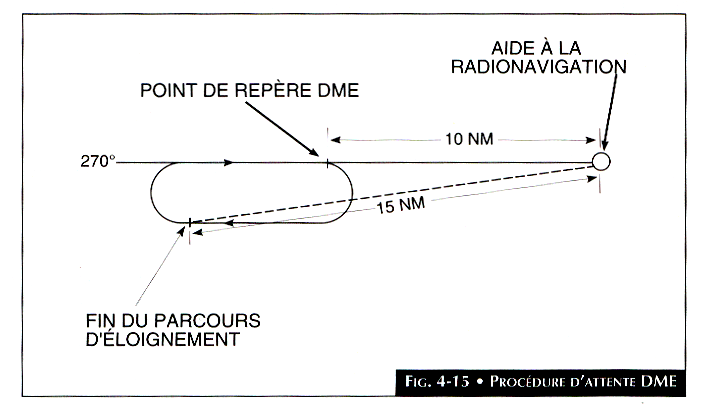 AIDE À LA
RADIONAVIGATION
POINT DE REPÈRE DME
10 NM
270°
15 NM
FIN DU PARCOURS
D'ÉLOIGNEMENT
FIG. 4-15 • PROCÉDURE D'ATTENTE DME